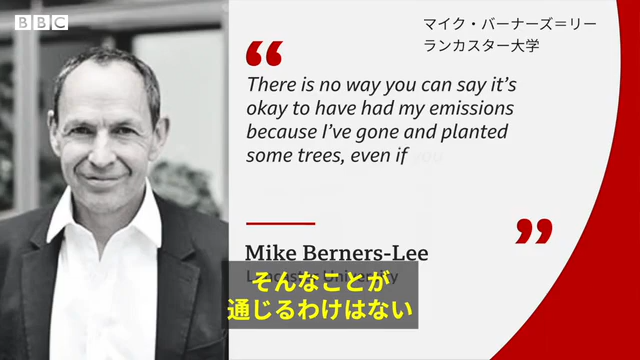 BBC
マイク・バーナーズ＝リー
ランカスター大学
“
There is no way you can say it’s
okay to have had my emissions
because I’ve gone and planted
some trees, even if
”
Mike Berners-Lee
Lancaster University
そんなことが
通じるわけはない